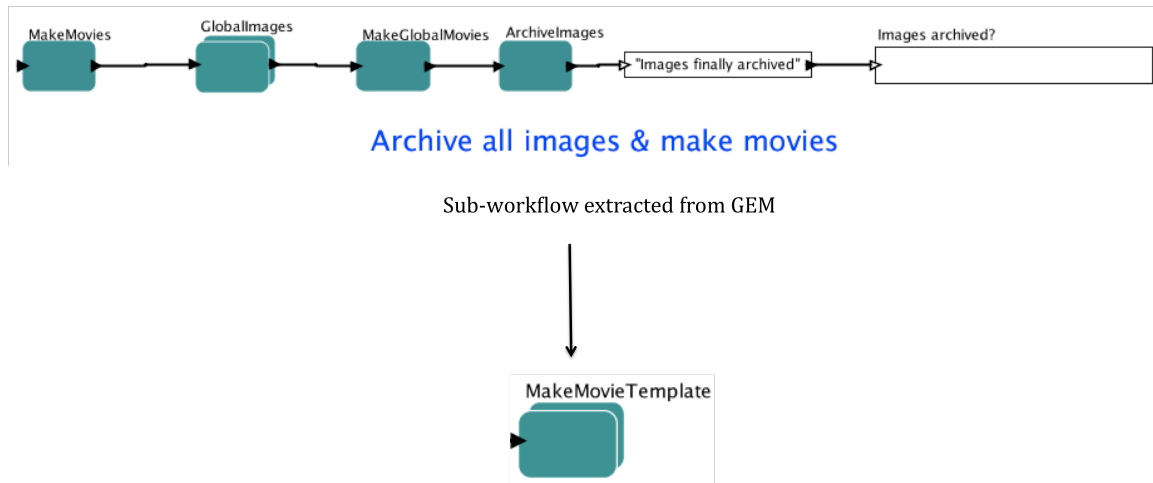 MakeMovies
GlobalImages
MakeGlobalMovies
ArchiveImages
"Images finally archived"
Images archived?
Archive all images & make movies
Sub-workflow extracted from GEM
MakeMovieTemplate